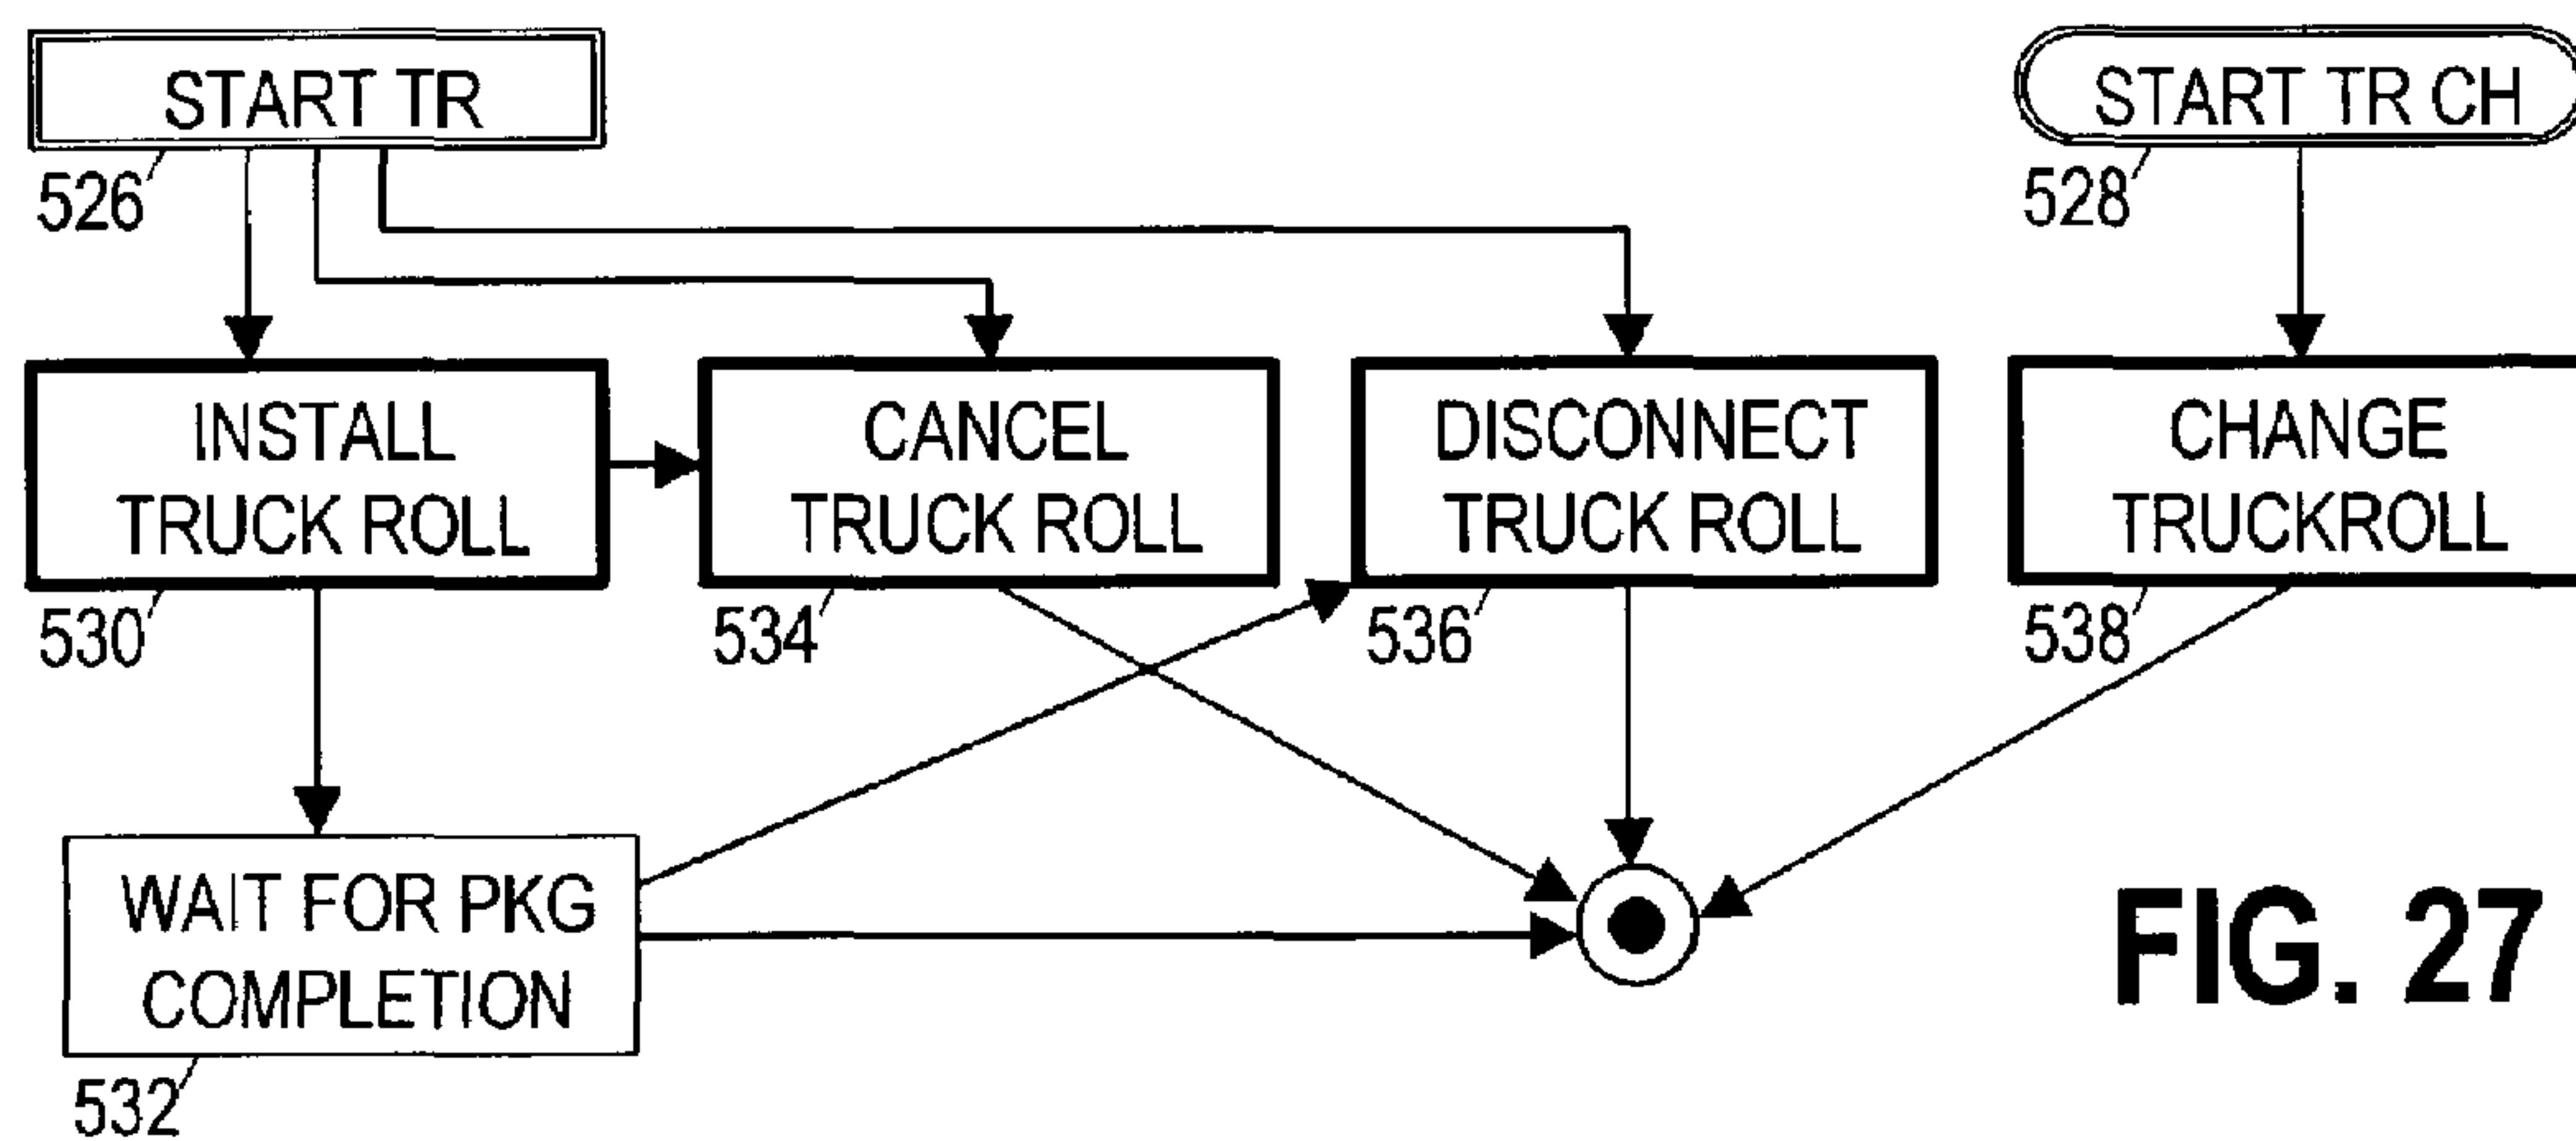 START TR
START TR CH
526
528
INSTALL
TRUCK ROLL
CANCEL
TRUCK ROLL
DISCONNECT
TRUCK ROLL
CHANGE
TRUCKROLL
530
534
536
538
WAIT FOR PKG
COMPLETION
532
FIG. 27